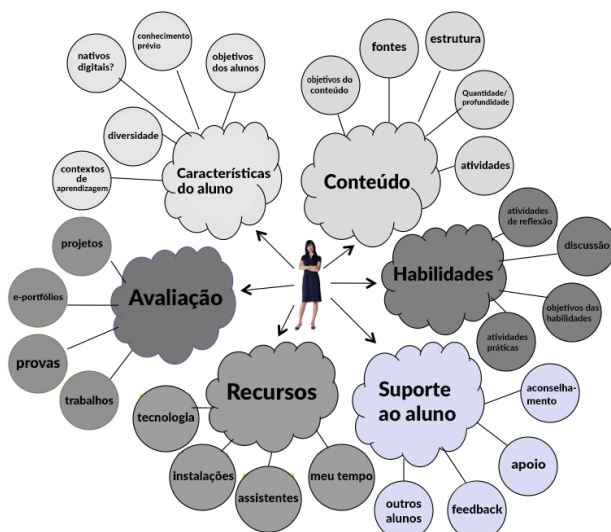 nativos
digitais?
conhecimento
prévio
objetivos
dos alunos
diversidade
contextos
de
aprendizagem
Características
do aluno
objetivos do
conteúdo
fontes
estrutura
Quantidade/
profundidade
atividades
Conteúdo
atividades
de reflexão
discussão
objetivos das
habilidades
atividades
práticas
Habilidades
Suporte
ao aluno
aconselha-
mento
apoio
feedback
outros
alunos
Recursos
tecnologia
instalações
assistentes
meu tempo
Avaliação
projetos
e-portfólios
provas
trabalhos